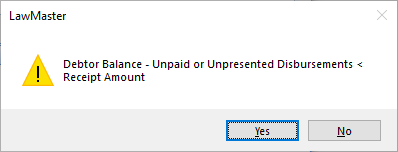 LawMaster
Debtor Balance - Unpaid or Unpresented Disbursements <
Receipt Amount
Yes
No